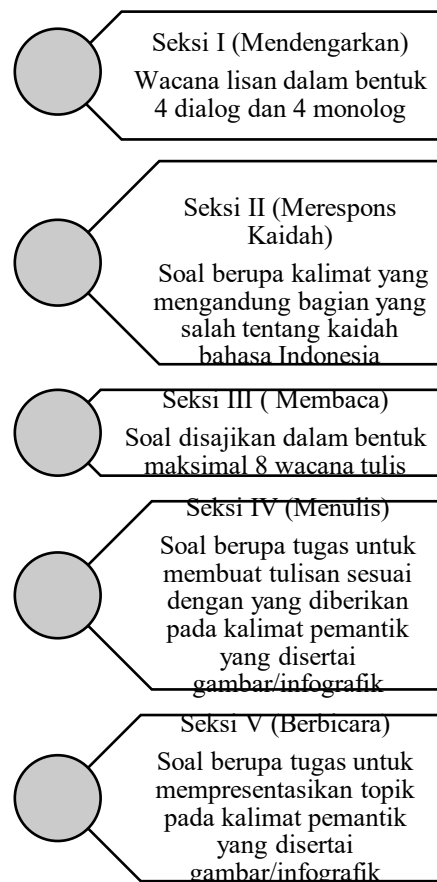 Seksi I (Mendengarkan)
Wacana lisan dalam bentuk
4 dialog dan 4 monolog
Seksi II (Merespons
Kaidah)
Soal berupa kalimat yang
mengandung bagian yang
salah tentang kaidah
bahasa Indonesia
Seksi III ( Membaca)
Soal disajikan dalam bentuk
maksimal 8 wacana tulis
Seksi IV (Menulis)
Soal berupa tugas untuk
membuat tulisan sesuai
dengan yang diberikan
pada kalimat pemantik
yang disertai
gambar/infografik
Seksi V (Berbicara)
Soal berupa tugas untuk
mempresentasikan topik
pada kalimat pemantik
yang disertai
gambar/infografik